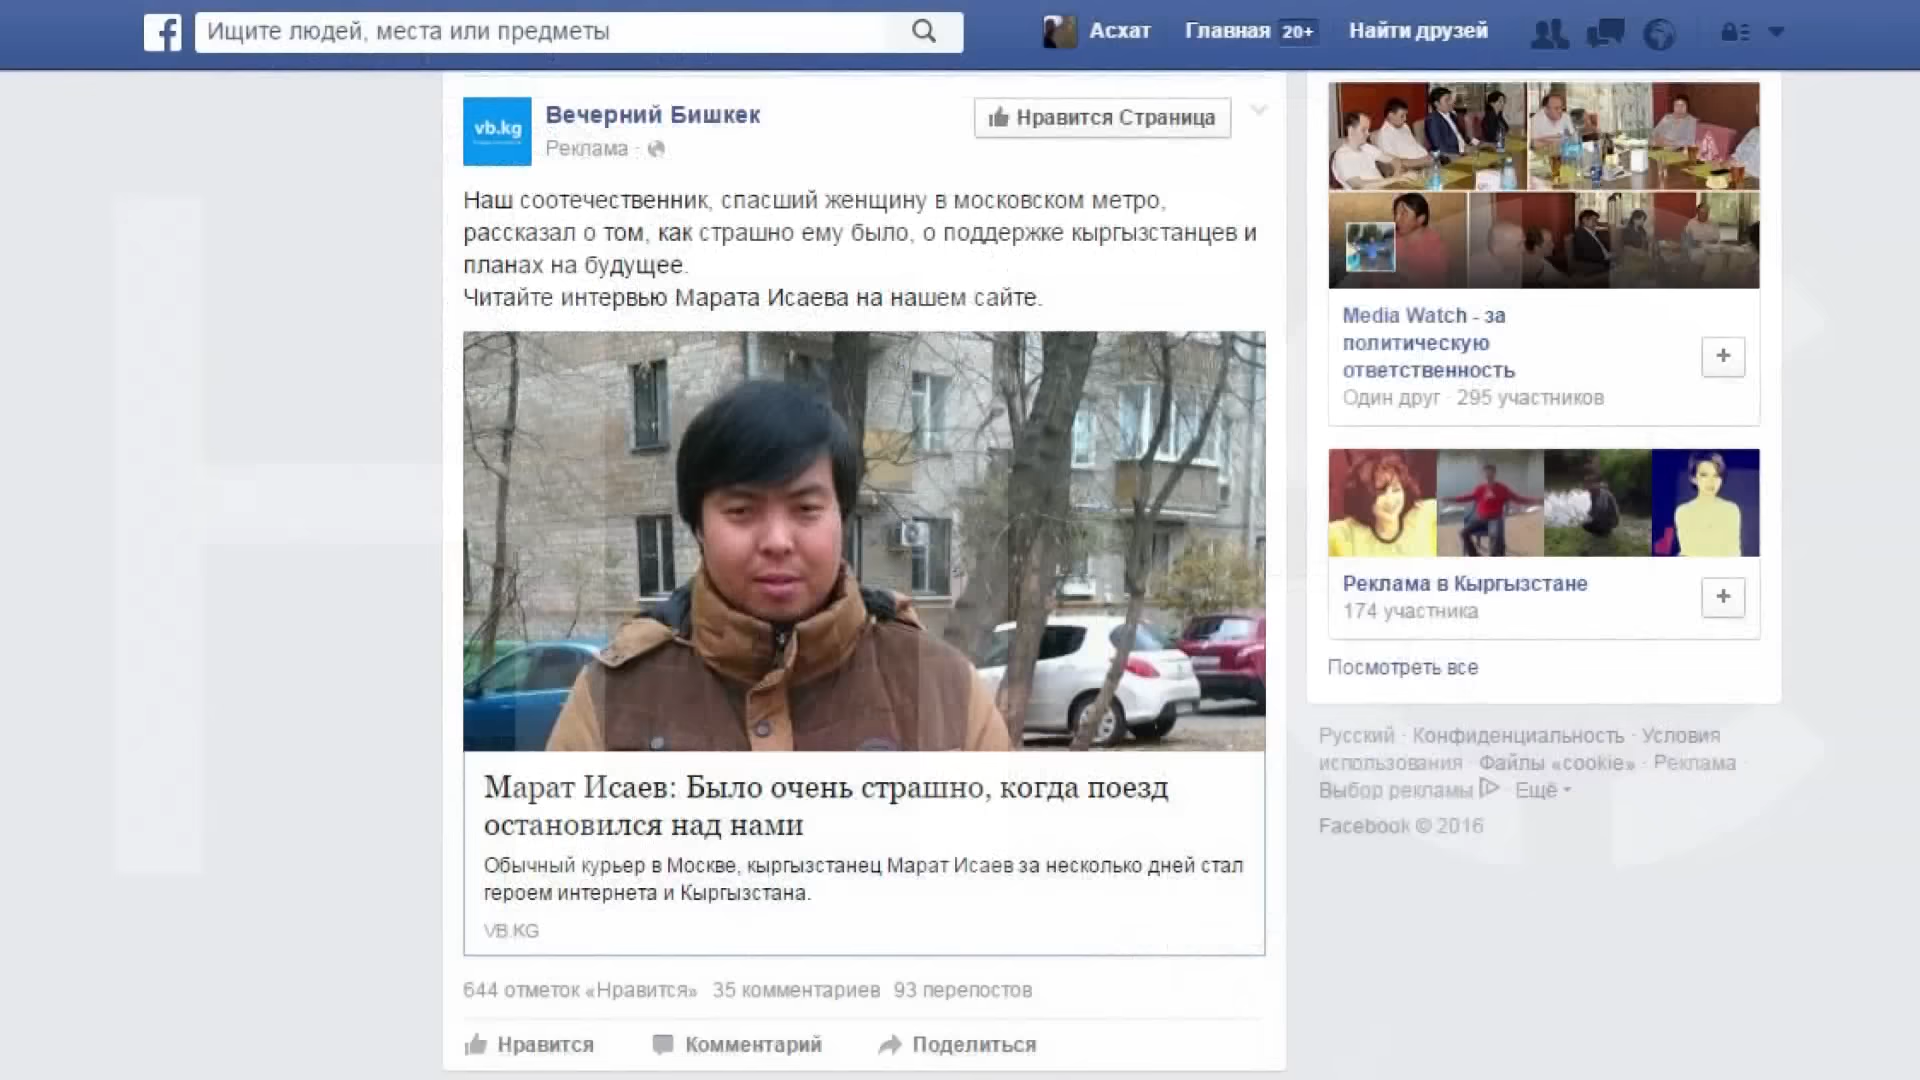 Ищите людей, места или предметы
Асхат
Главная 20+
Найти друзей
vb.kg
Вечерний Бишкек
Реклама ·
Нравится Страница
Наш соотечественник, спасший женщину в московском метро,
рассказал о том, как страшно ему было, о поддержке кыргызстанцев и
планах на будущее.
Читайте интервью Марата Исаева на нашем сайте.
Марат Исаев: Было очень страшно, когда поезд
остановился над нами
Обычный курьер в Москве, кыргызстанец Марат Исаев за несколько дней стал
героем интернета и Кыргызстана.
VB.KG
644 отметок «Нравится» 35 комментариев 93 перепостов
Нравится Комментарий Поделиться
Media Watch - за
политическую
ответственность
Один друг · 295 участников
Реклама в Кыргызстане
174 участника
Посмотреть все
Русский · Конфиденциальность · Условия
использования · Файлы «cookie» · Реклама ·
Выбор рекламы · Ещё
Facebook © 2016